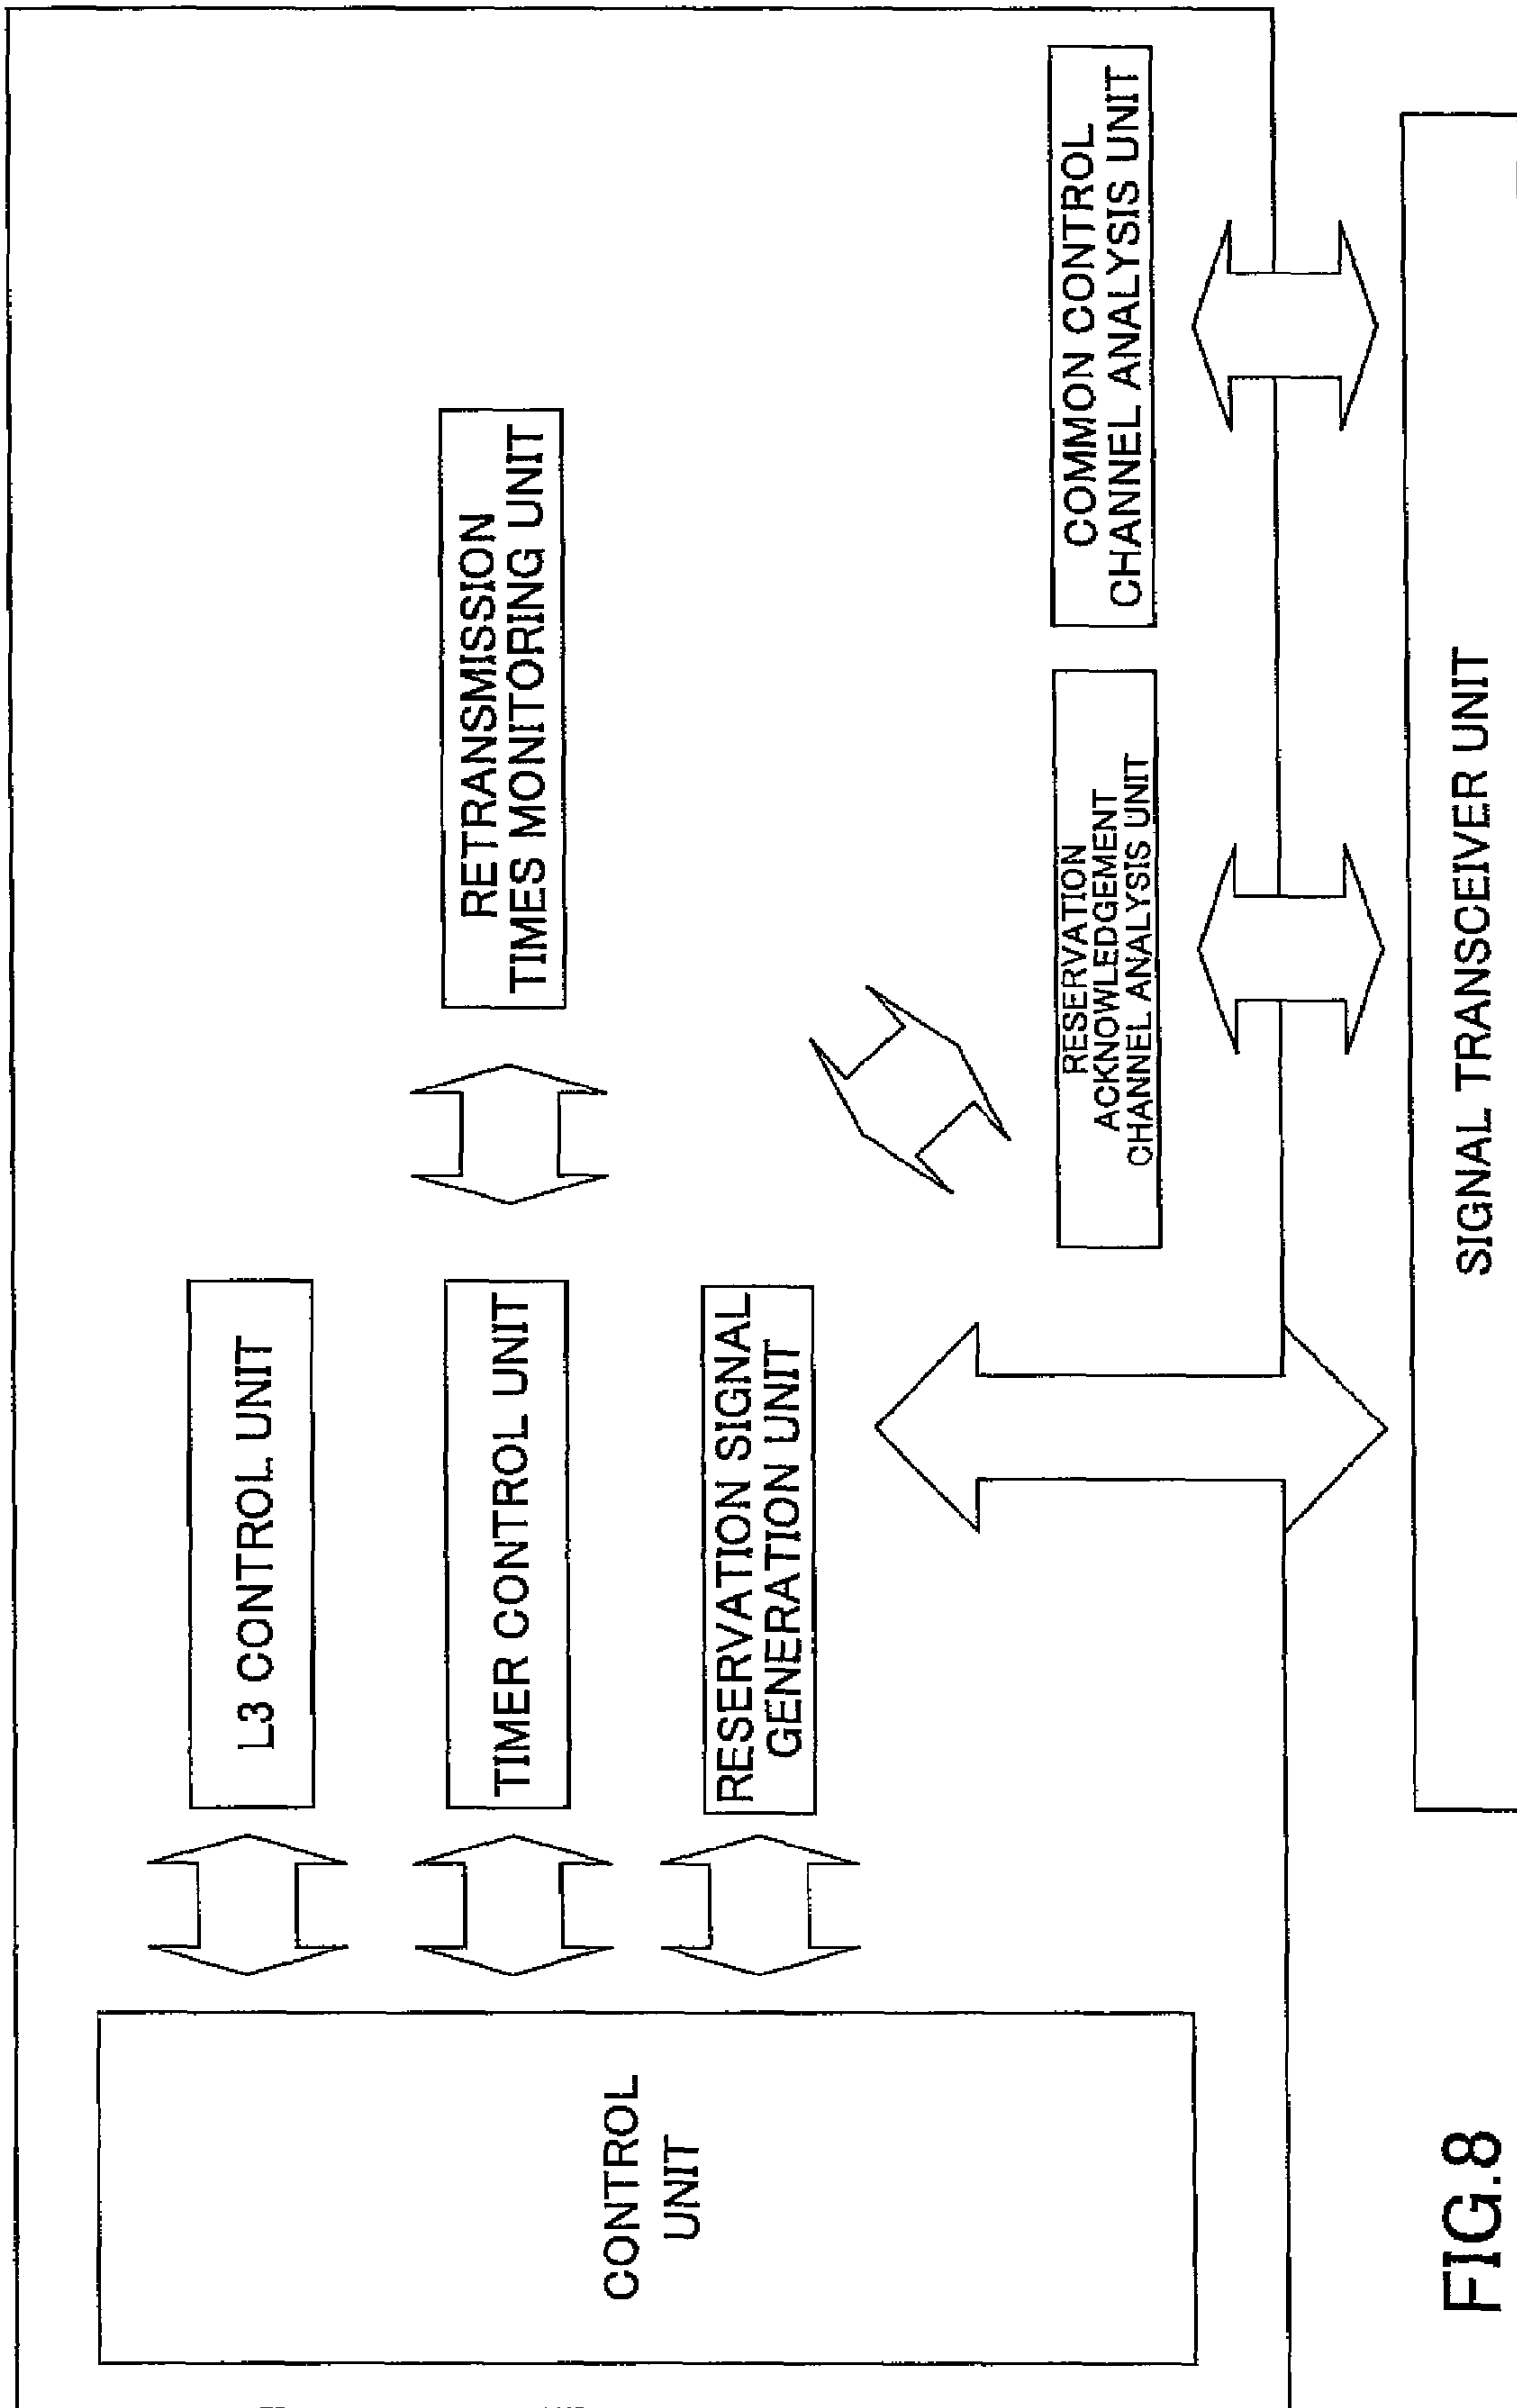 CONTROL
UNIT
L3 CONTROL UNIT
TIMER CONTROL UNIT
RESERVATION SIGNAL
GENERATION UNIT
RETRANSMISSION
TIMES MONITORING UNIT
RESERVATION
ACKNOWLEDGEMENT
CHANNEL ANALYSIS UNIT
COMMON CONTROL
CHANNEL ANALYSIS UNIT
SIGNAL TRANSCEIVER UNIT
FIG.8